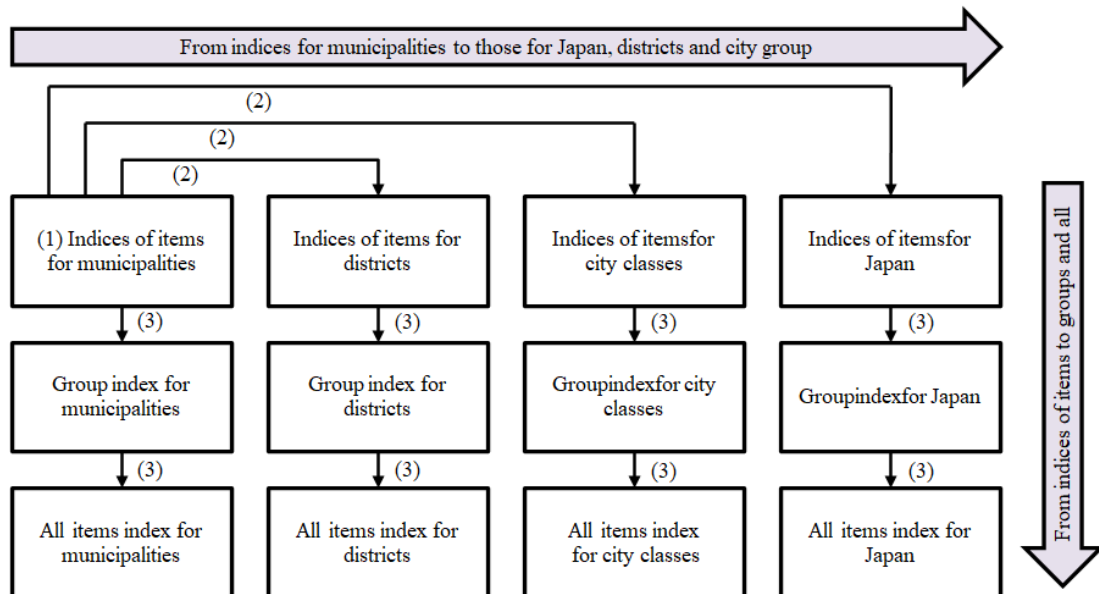 From indices for municipalities to those for Japan, districts and city group
(2)
(2)
(2)
(1) Indices of items
for municipalities
Indices of items for
districts
Indices of itemsfor
city classes
Indices of itemsfor
Japan
(3)
(3)
(3)
(3)
Group index for
municipalities
Group index for
districts
Groupindexfor city
classes
Groupindexfor Japan
(3)
(3)
(3)
(3)
All items index for
municipalities
All items index for
districts
All items index
for city classes
All items index for
Japan
From indices of items to groups and all